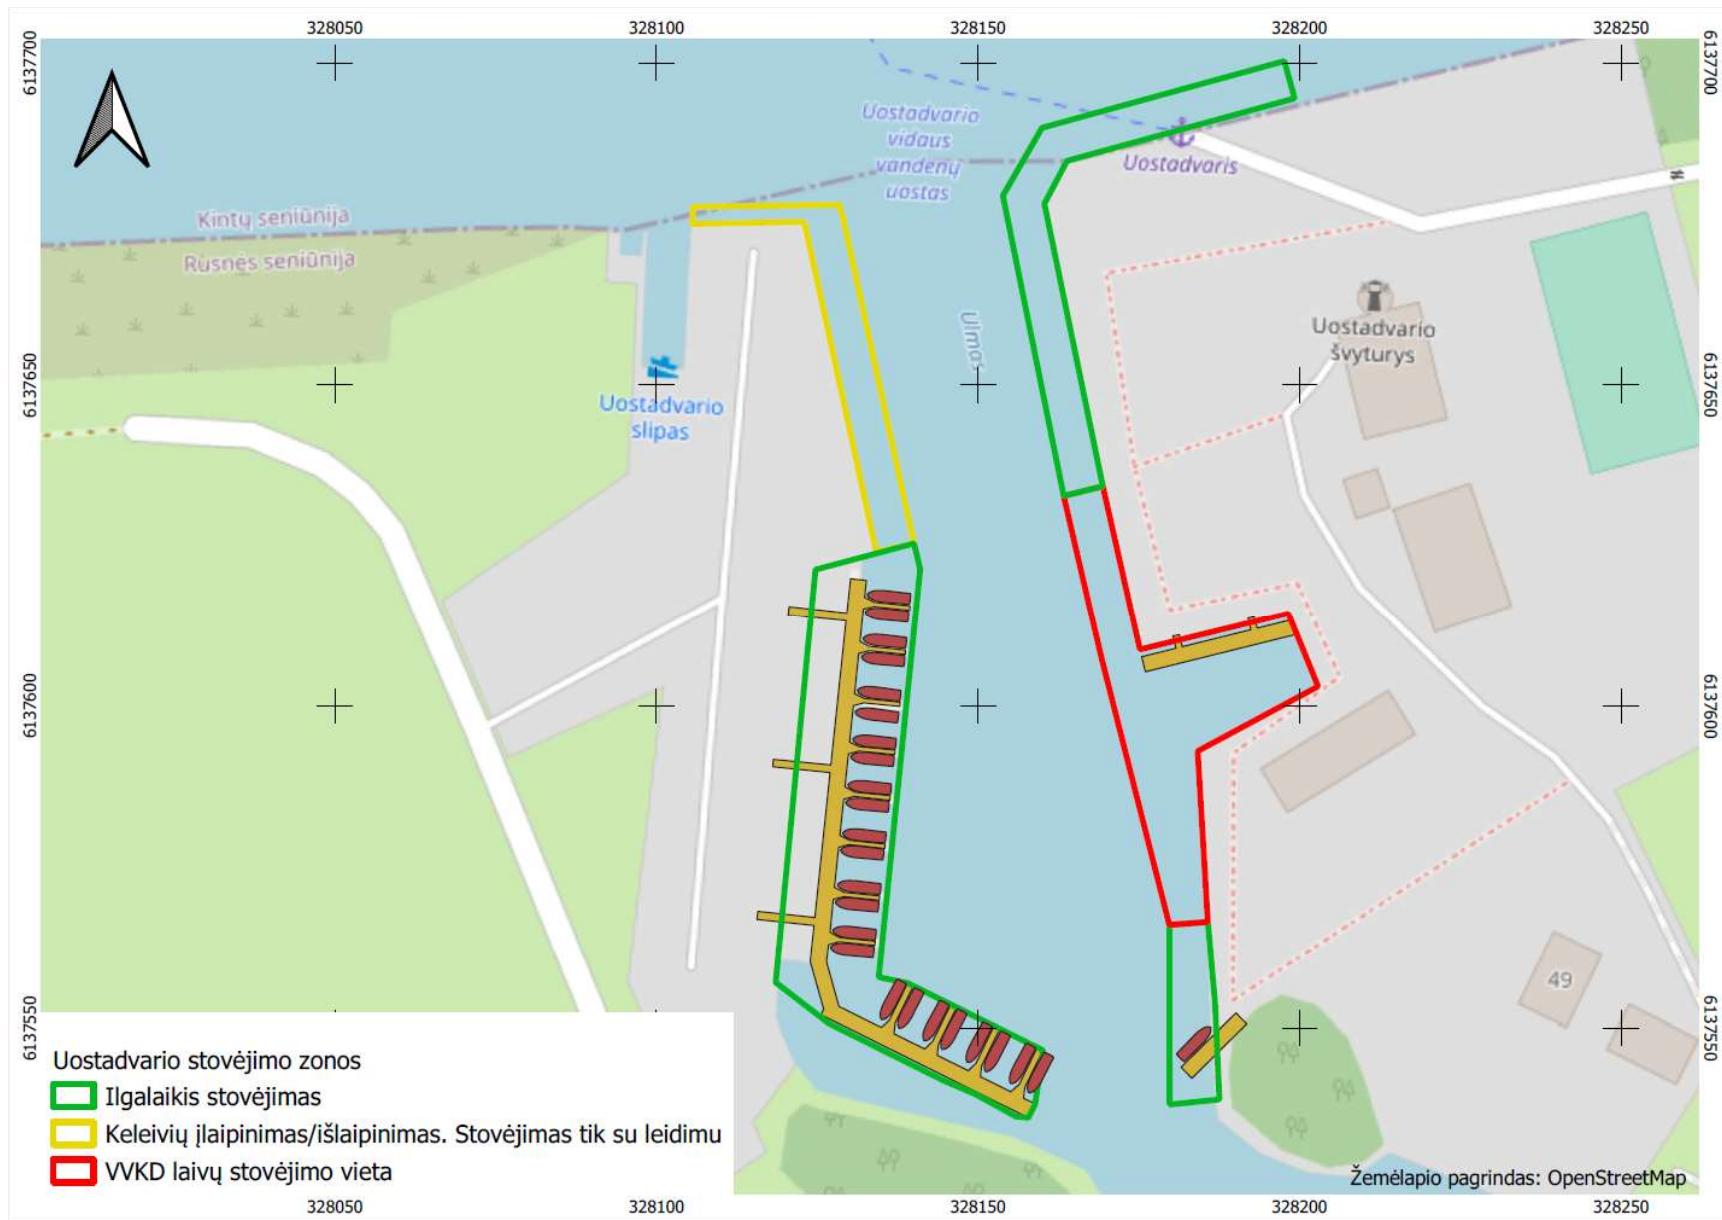 328050
328100
328150
328200
328250
6137700
6137700
Uostadvario
vidaus
vandenų
uostas
Uostadvaris
Kintų seniūnija
Rusnės seniūnija
Ulmas
Uostadvario
švyturys
6137650
6137650
Uostadvario
slipas
6137600
6137600
49
6137550
6137550
Uostadvario stovėjimo zonos
Ilgalaikis stovėjimas
Keleivių įlaipinimas/išlaipinimas. Stovėjimas tik su leidimu
VVKD laivų stovėjimo vieta
Žemėlapio pagrindas: OpenStreetMap
328050
328100
328150
328200
328250